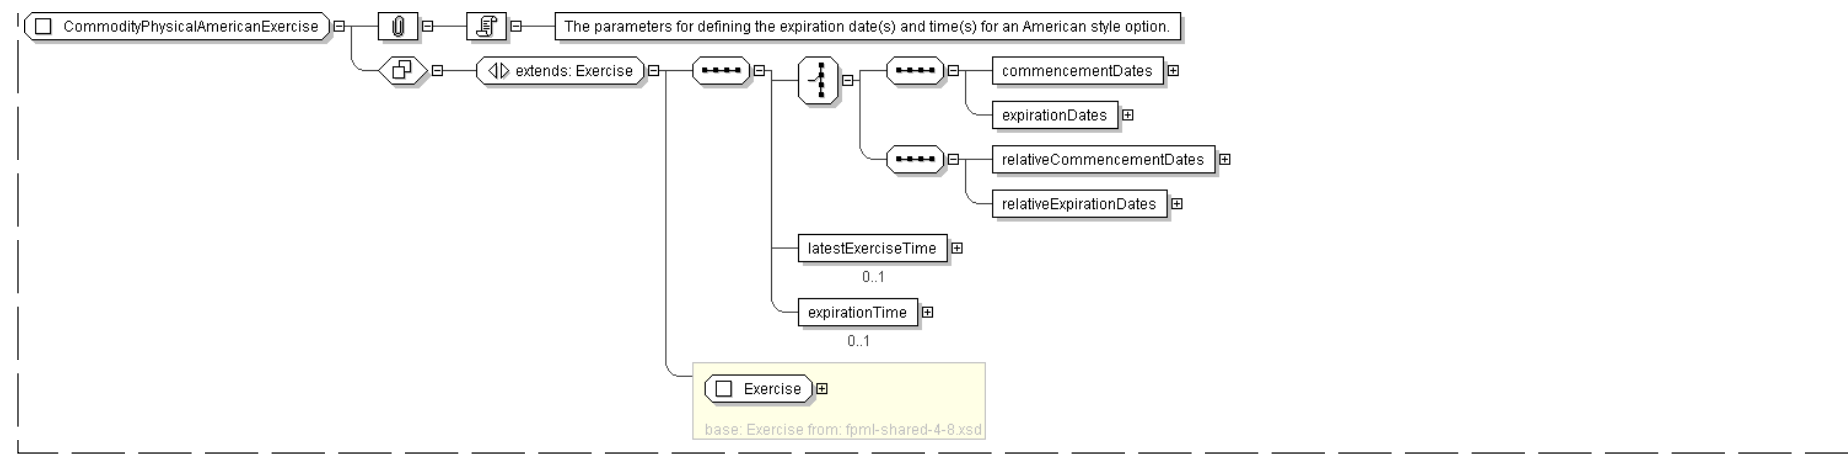 CommodityPhysicalAmericanExercise
The parameters for defining the expiration date(s) and time(s) for an American style option.
extends: Exercise
commencementDates
expirationDates
relativeCommencementDates
relativeExpirationDates
latestExerciseTime
0..1
expirationTime
0..1
Exercise
base: Exercise from: fpml-shared-4-8.xsd